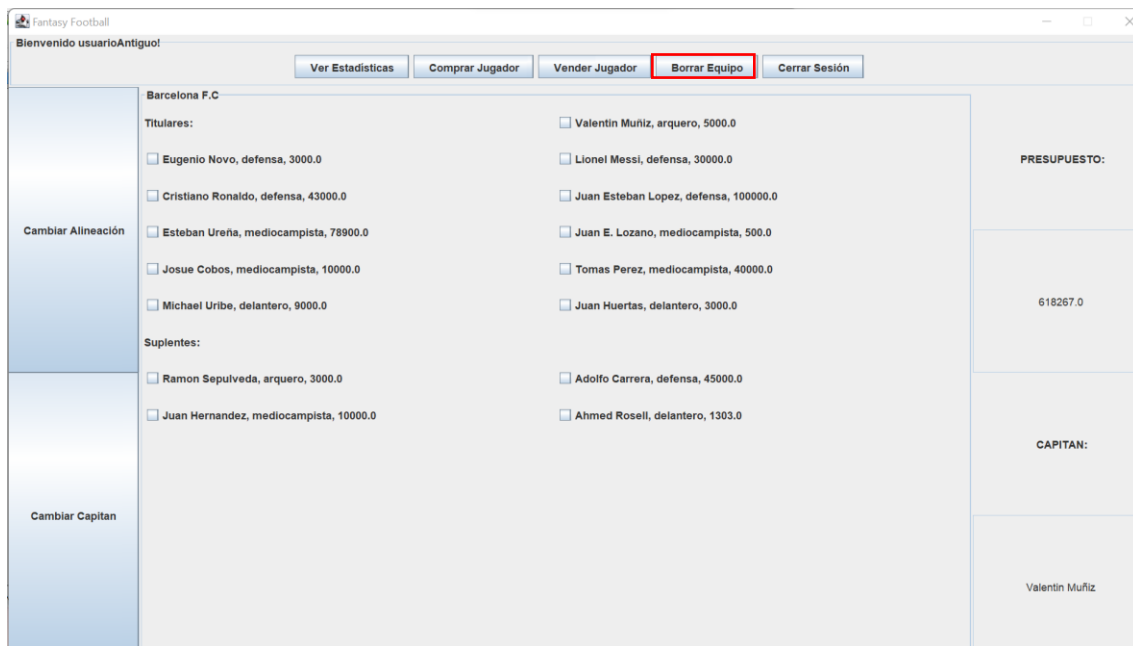 Fantasy Football
Bienvenido usuarioAntiguo!
Ver Estadísticas Comprar Jugador Vender Jugador Borrar Equipo Cerrar Sesión
Barcelona F.C
Titulares: Valentin Muñiz, arquero, 5000.0
Eugenio Novo, defensa, 3000.0 Lionel Messi, defensa, 30000.0 PRESUPUESTO:
Cristiano Ronaldo, defensa, 43000.0 Juan Esteban Lopez, defensa, 100000.0
Cambiar Alineación Esteban Ureña, mediocampista, 78900.0 Juan E. Lozano, mediocampista, 500.0
Josue Cobos, mediocampista, 10000.0 Tomas Perez, mediocampista, 40000.0
Michael Uribe, delantero, 9000.0 Juan Huertas, delantero, 3000.0 618267.0
Suplentes:
Ramon Sepulveda, arquero, 3000.0 Adolfo Carrera, defensa, 45000.0
Juan Hernandez, mediocampista, 10000.0 Ahmed Rosell, delantero, 1303.0
CAPITAN:
Cambiar Capitan
Valentin Muñiz